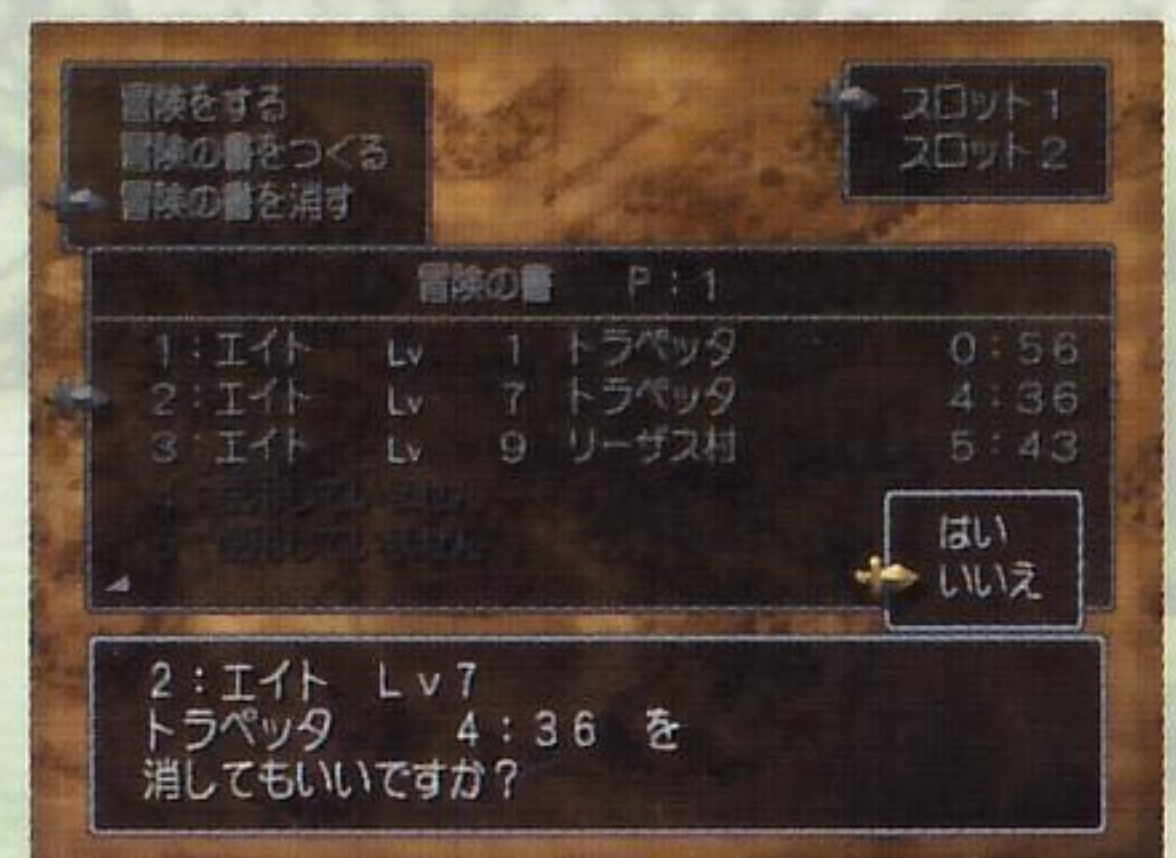 冒険をする
冒険の書をつくる
冒険の書を消す
スロット1
スロット2
冒険の書 P:1
1:エイト Lv 1 トラペッタ 0:56
2:エイト Lv 7 トラペッタ 4:36
3:エイト Lv 9 リーザス村 5:43
はい
いいえ
2:エイト Lv7
トラペッタ 4:36 を
消してもいいですか?